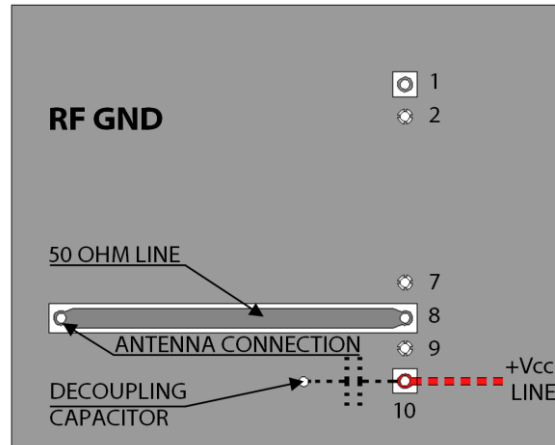 1
RF GND
2
50 OHM LINE
7
8
ANTENNA CONNECTION
9
DECOUPLING
CAPACITOR
+Vcc
LINE
10